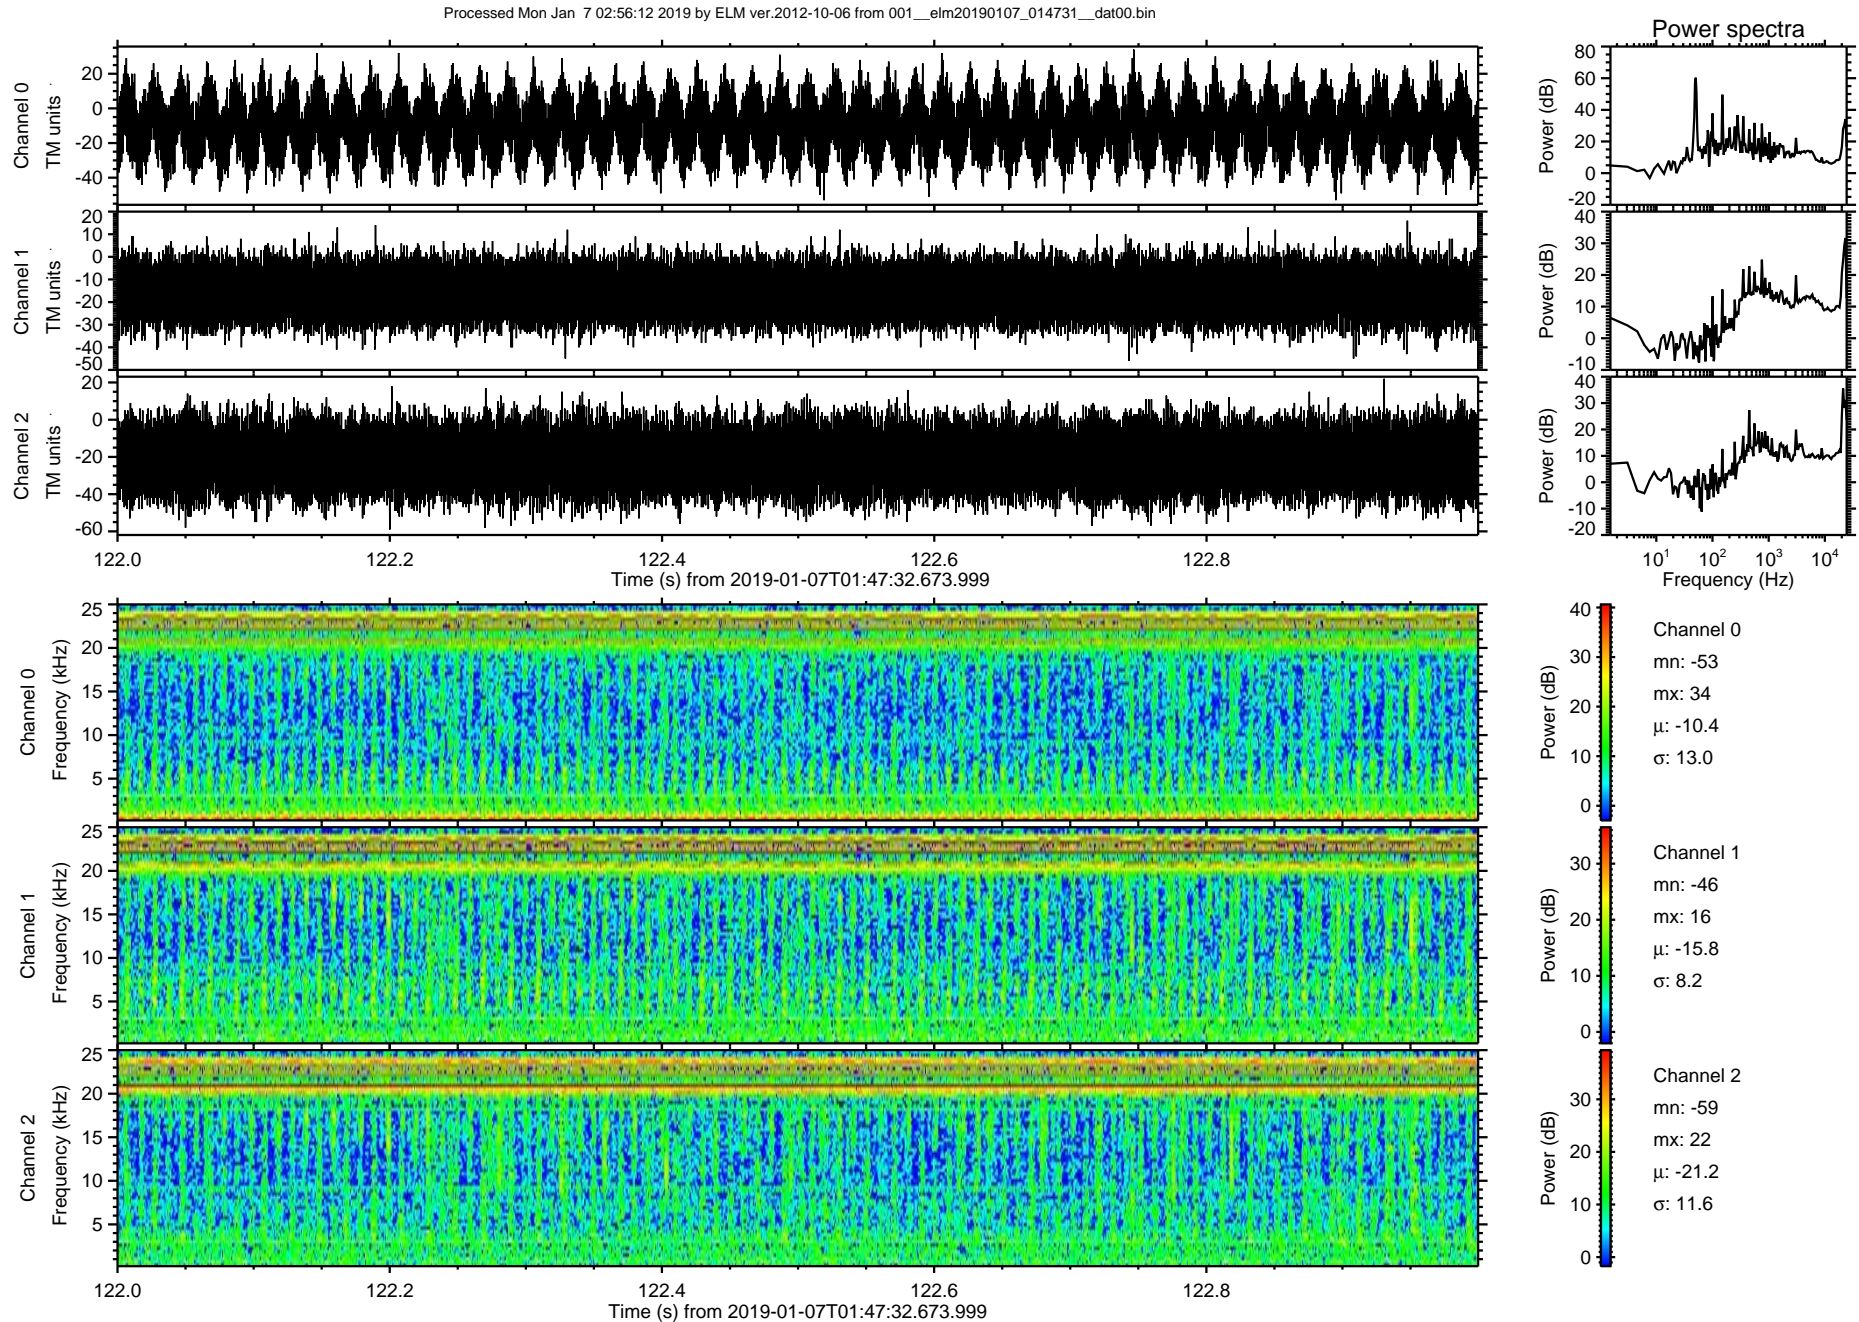 Processed Mon Jan  7 02:56:12 2019 by ELM ver.2012-10-06 from 001__elm20190107_014731__dat00.bin
Power spectra
Channel 0
TM units
20
0
-20
-40
Power (dB)
80
60
40
20
0
-20
Channel 1
TM units
20
10
0
-10
-20
-30
-40
-50
Power (dB)
40
30
20
10
0
-10
Channel 2
TM units
20
0
-20
-40
-60
Power (dB)
40
30
20
10
0
-10
-20
122.0 122.2 122.4 122.6 122.8
Time (s) from 2019-01-07T01:47:32.673.999
10¹ 10² 10³ 10⁴
Frequency (Hz)
Channel 0
Frequency (kHz)
25
20
15
10
5
Power (dB)
40
30
20
10
0
Channel 0
mn: -53
mx: 34
µ: -10.4
σ: 13.0
Channel 1
Frequency (kHz)
25
20
15
10
5
Power (dB)
30
20
10
0
Channel 1
mn: -46
mx: 16
µ: -15.8
σ: 8.2
Channel 2
Frequency (kHz)
25
20
15
10
5
Power (dB)
30
20
10
0
Channel 2
mn: -59
mx: 22
µ: -21.2
σ: 11.6
122.0 122.2 122.4 122.6 122.8
Time (s) from 2019-01-07T01:47:32.673.999